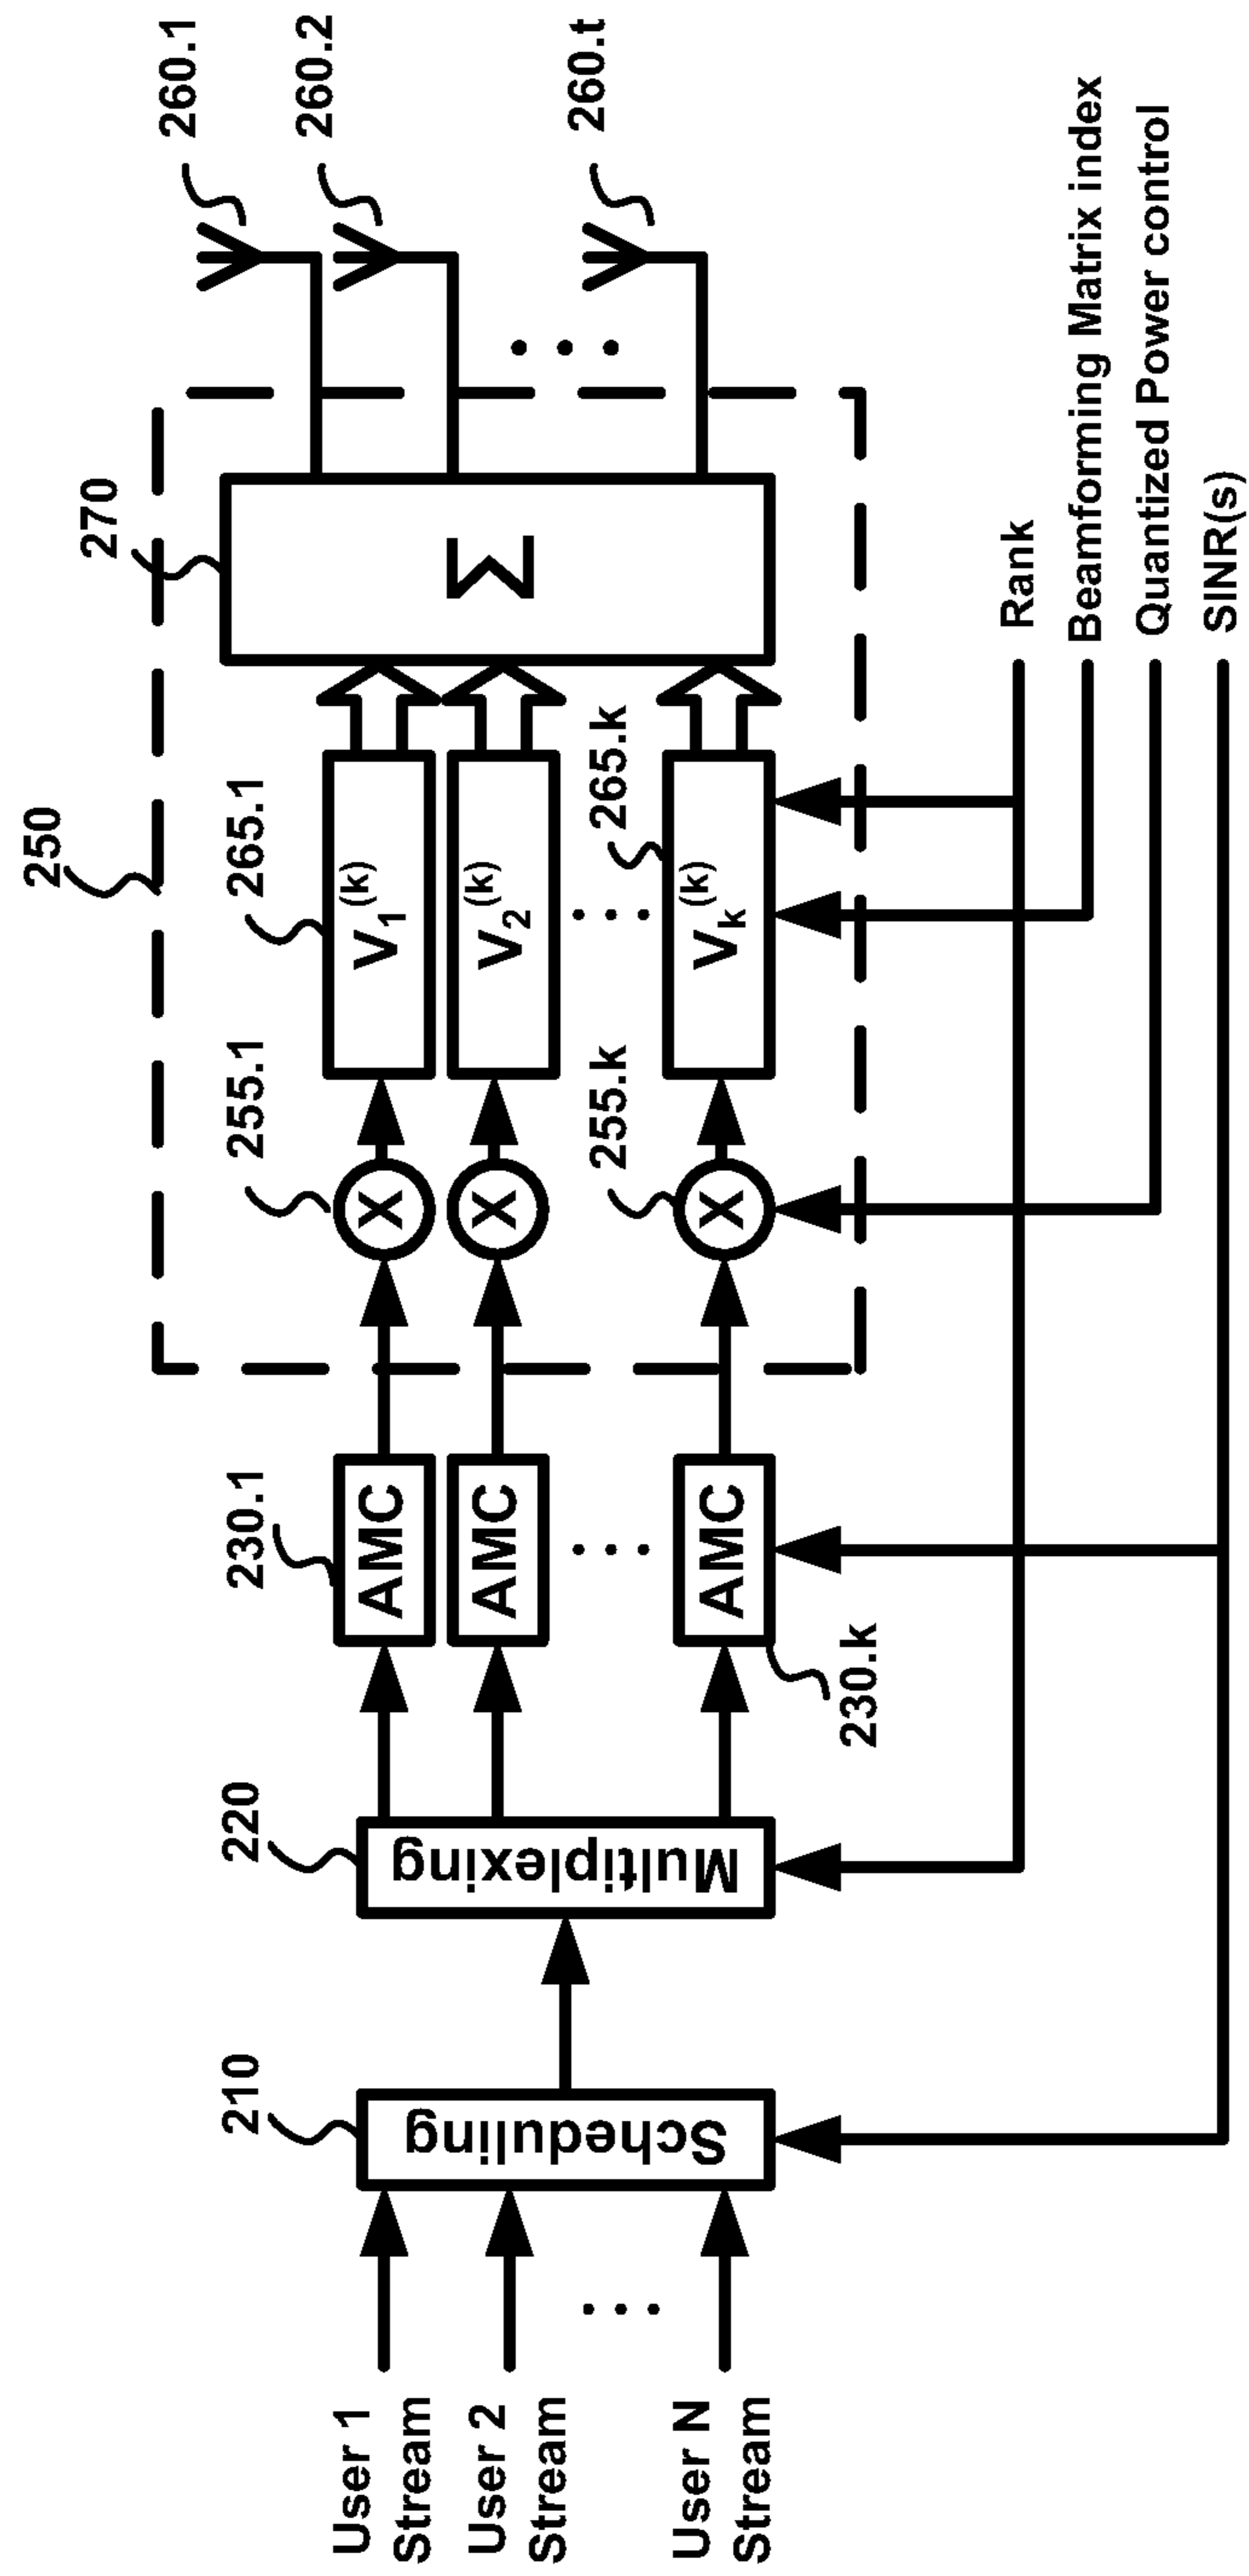 260.1
260.2
260.t
270
250
265.1
265.k
V1(k)
V2(k)
Vk(k)
Σ
255.1
255.k
X
X
X
230.1
AMC
AMC
AMC
230.k
220
Multiplexing
210
Scheduling
User 1
Stream
User 2
Stream
User N
Stream
Rank
Beamforming Matrix index
Quantized Power control
SINR(s)